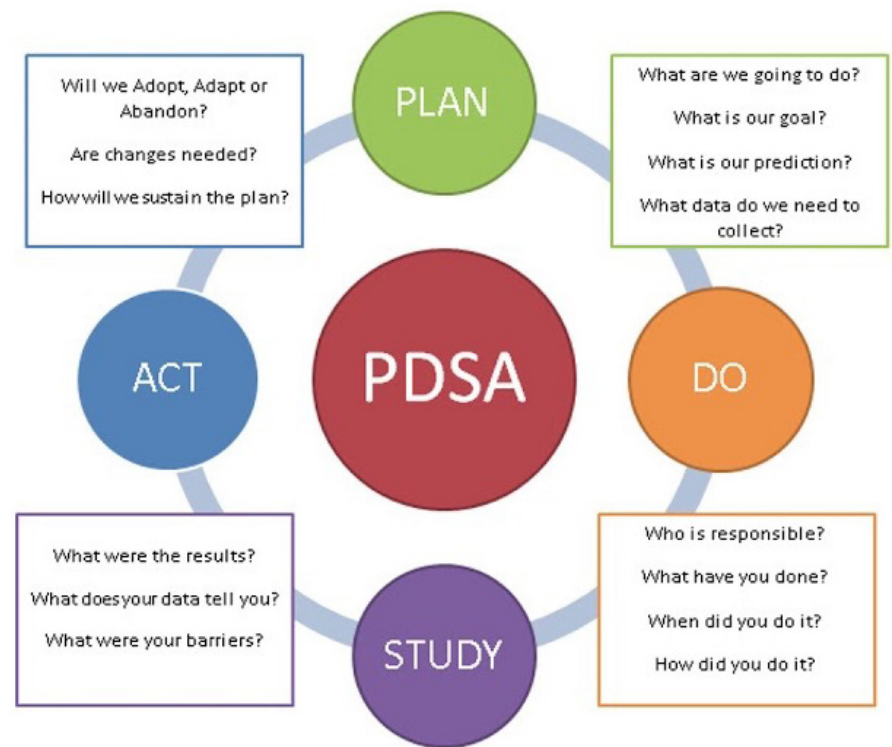 PLAN
What are we going to do?
What is our goal?
What is our prediction?
What data do we need to
collect?
DO
Who is responsible?
What have you done?
When did you do it?
How did you do it?
STUDY
What were the results?
What does your data tell you?
What were your barriers?
ACT
Will we Adopt, Adapt or
Abandon?
Are changes needed?
How will we sustain the plan?
PDSA